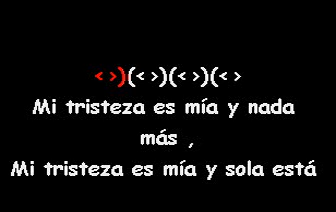 < >)(< >)(< >)(< >
Mi tristeza es mía y nada
más ,
Mi tristeza es mía y sola está